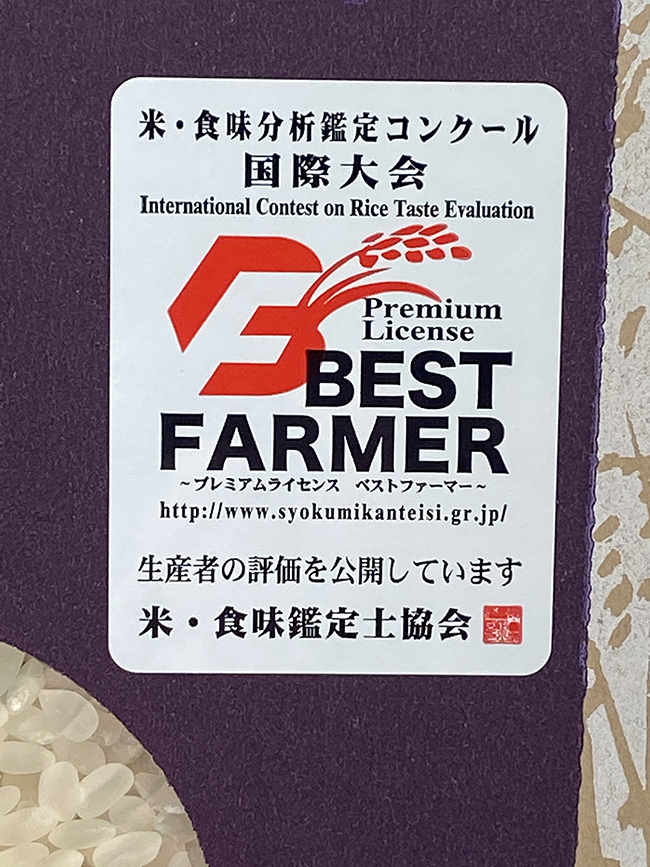 米・食味分析鑑定コンクール
国際大会
International Contest on Rice Taste Evaluation
Premium
License
BEST
FARMER
～プレミアムライセンス ベストファーマー～
http://www.syokumikanteisi.gr.jp/
生産者の評価を公開しています
米・食味鑑定士協会